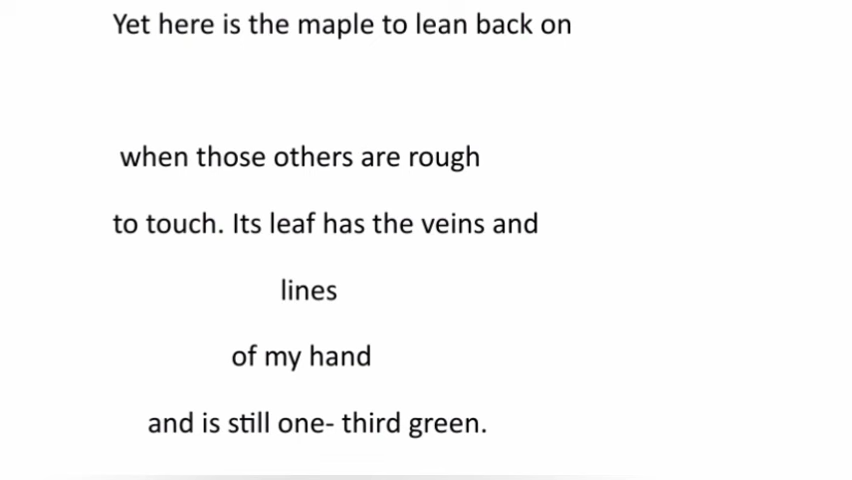 Yet here is the maple to lean back on
when those others are rough
to touch. Its leaf has the veins and
lines
of my hand
and is still one- third green.